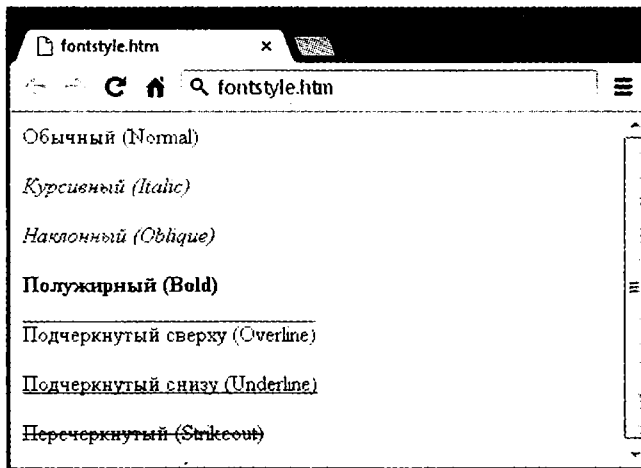 fontstyle.htm
fontstyle.htm
Обычный (Normal)
Курсивный (Italic)
Наклонный (Oblique)
Полужирный (Bold)
Подчеркнутый сверху (Overline)
Подчеркнутый снизу (Underline)
Перечеркнутый (Strikeout)